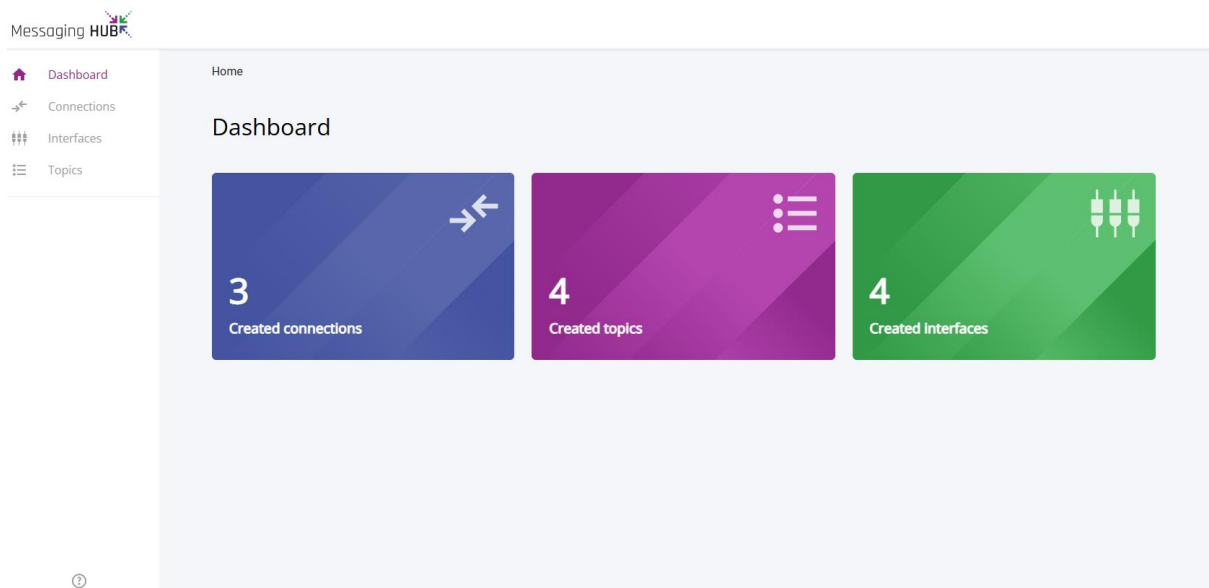 Messaging HUB
Dashboard
Connections
Interfaces
Topics
Home
Dashboard
3
Created connections
4
Created topics
4
Created interfaces
?